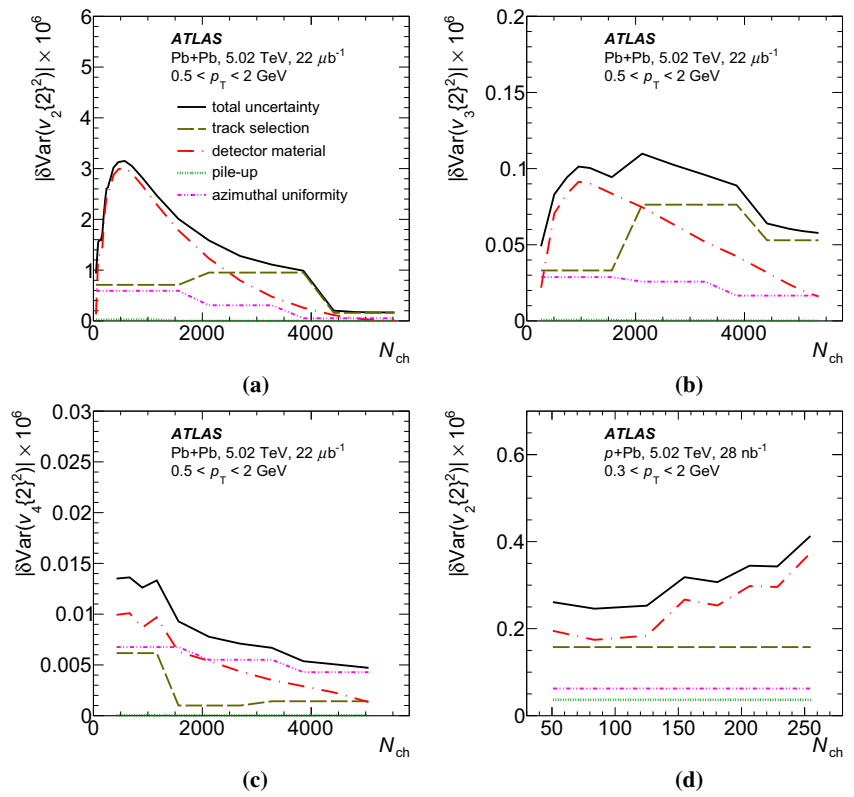 |δVar(v₂{2}²)| × 10⁶
6
5
4
3
2
1
0
ATLAS
Pb+Pb, 5.02 TeV, 22 μb⁻¹
0.5 < p_T < 2 GeV
total uncertainty
track selection
detector material
pile-up
azimuthal uniformity
0 2000 4000
N_ch
(a)
|δVar(v₃{2}²)| × 10⁶
0.2
0.15
0.1
0.05
0
ATLAS
Pb+Pb, 5.02 TeV, 22 μb⁻¹
0.5 < p_T < 2 GeV
0 2000 4000
N_ch
(b)
|δVar(v₄{2}²)| × 10⁶
0.03
0.025
0.02
0.015
0.01
0.005
0
ATLAS
Pb+Pb, 5.02 TeV, 22 μb⁻¹
0.5 < p_T < 2 GeV
0 2000 4000
N_ch
(c)
|δVar(v₂{2}²)| × 10⁶
0.6
0.4
0.2
0
ATLAS
p+Pb, 5.02 TeV, 28 nb⁻¹
0.3 < p_T < 2 GeV
50 100 150 200 250
N_ch
(d)